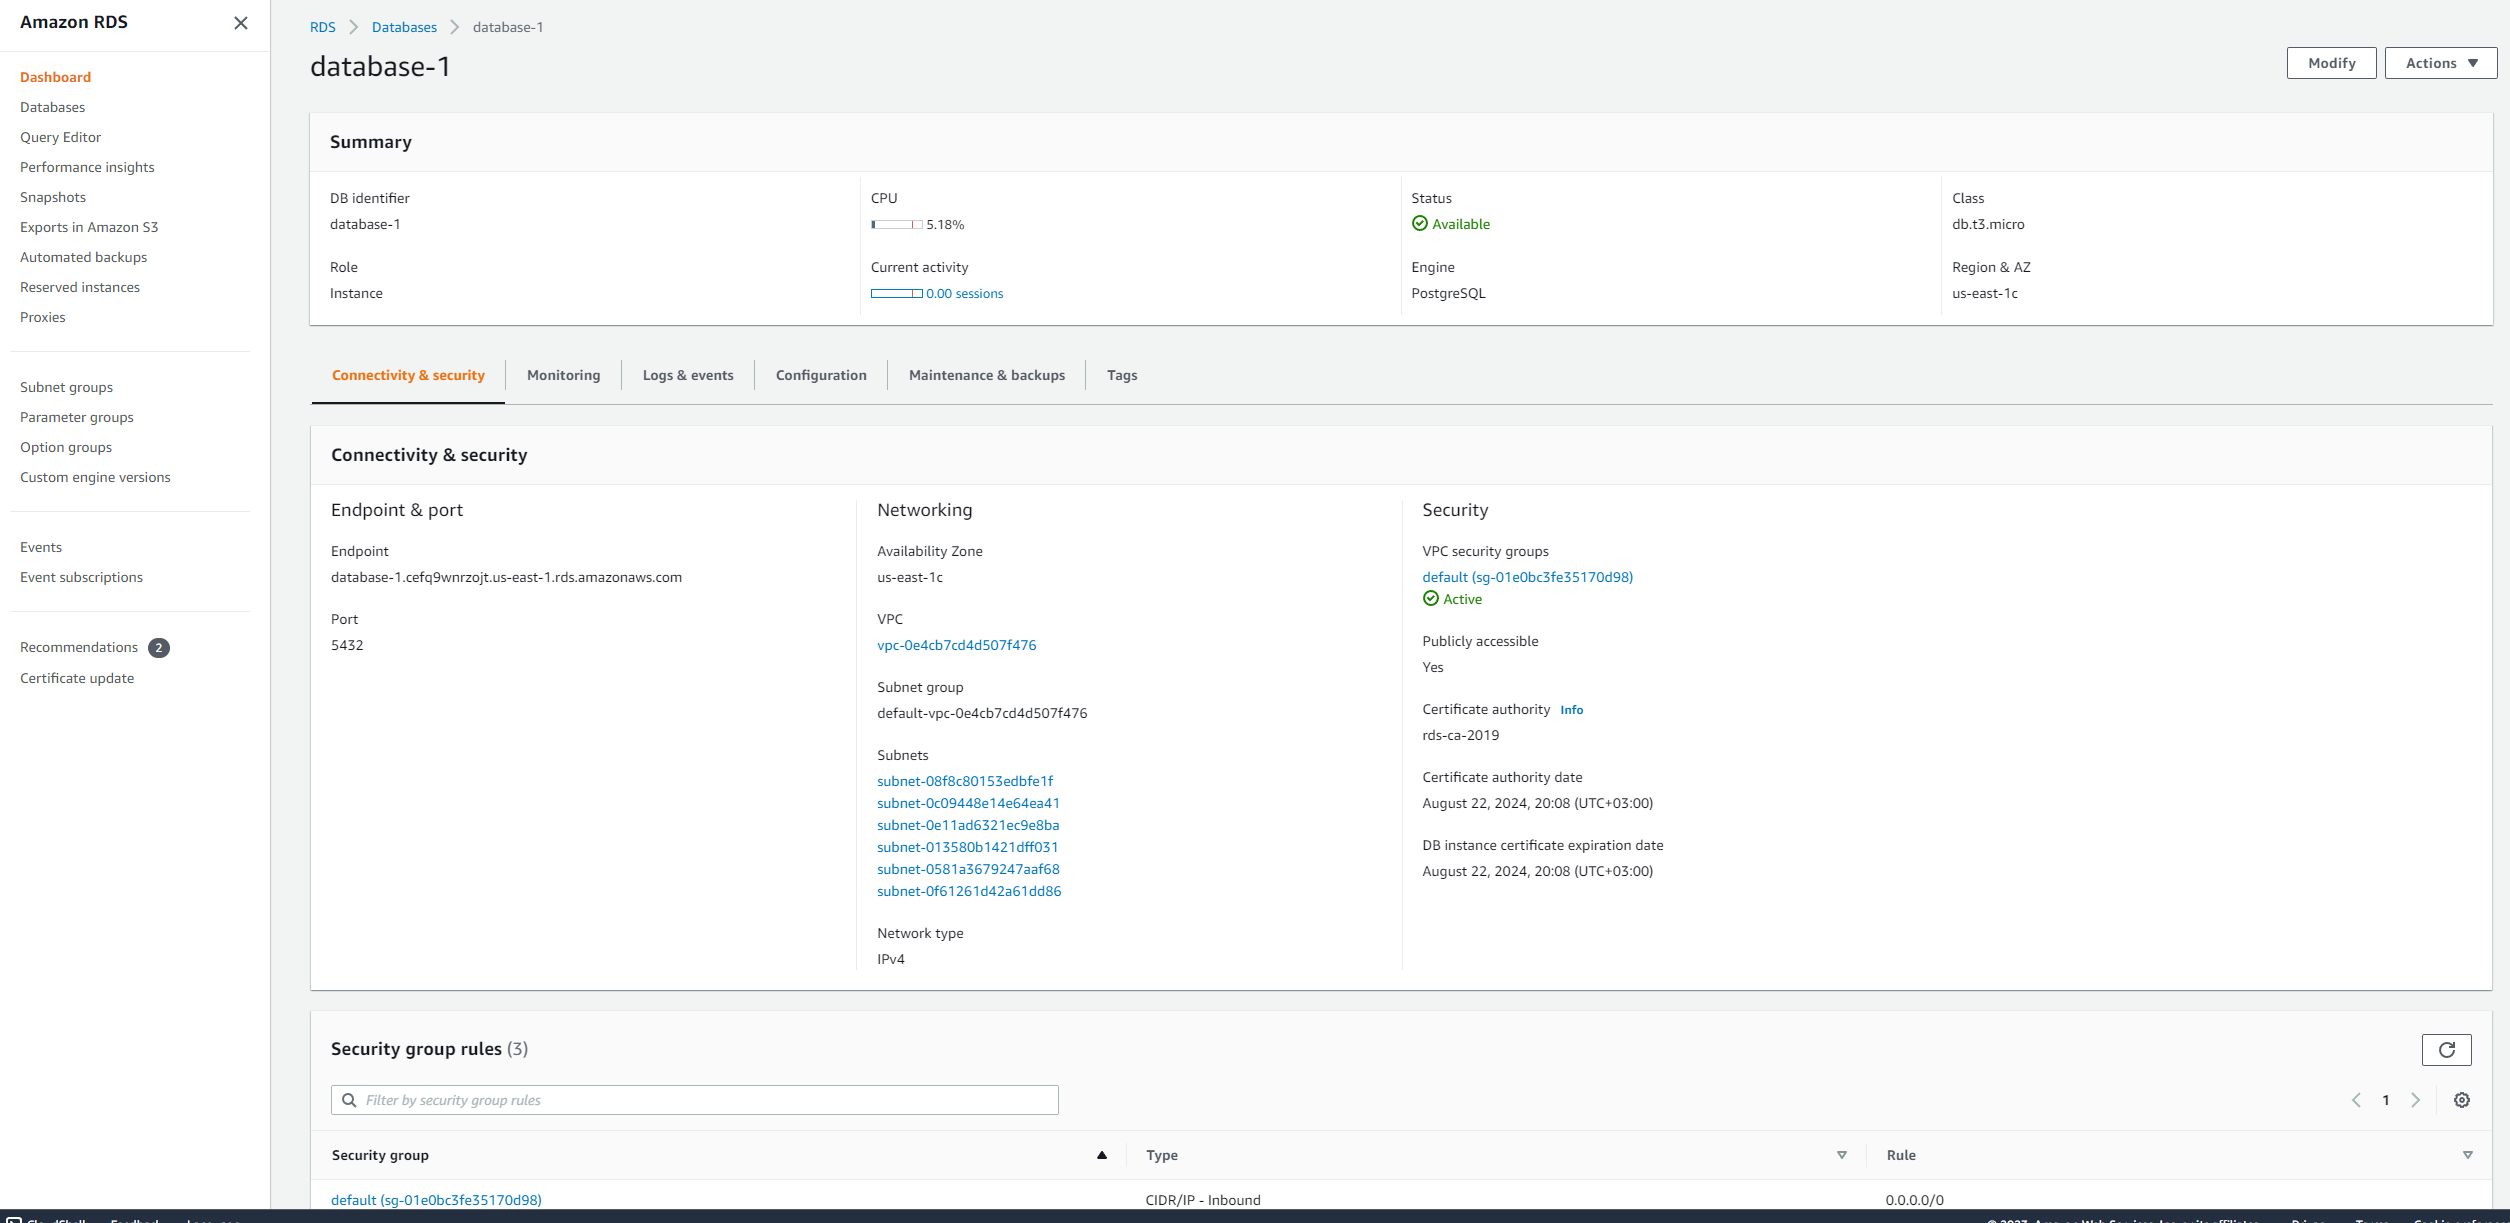 Amazon RDS
Dashboard
Databases
Query Editor
Performance insights
Snapshots
Exports in Amazon S3
Automated backups
Reserved instances
Proxies
Subnet groups
Parameter groups
Option groups
Custom engine versions
Events
Event subscriptions
Recommendations 2
Certificate update
RDS Databases database-1
database-1
Modify Actions
Summary
DB identifier
database-1
CPU
5.18%
Status
Available
Class
db.t3.micro
Role
Instance
Current activity
0.00 sessions
Engine
PostgreSQL
Region & AZ
us-east-1c
Connectivity & security Monitoring Logs & events Configuration Maintenance & backups Tags
Connectivity & security
Endpoint & port
Endpoint
database-1.cefq9wnrzojt.us-east-1.rds.amazonaws.com
Port
5432
Networking
Availability Zone
us-east-1c
VPC
vpc-0e4cb7cd4d507f476
Subnet group
default-vpc-0e4cb7cd4d507f476
Subnets
subnet-08f8c80153edbfe1f
subnet-0c09448e14e64ea41
subnet-0e11ad6321ec9e8ba
subnet-013580b1421dff031
subnet-0581a3679247aaf68
subnet-0f61261d42a61dd86
Network type
IPv4
Security
VPC security groups
default (sg-01e0bc3fe35170d98)
Active
Publicly accessible
Yes
Certificate authority Info
rds-ca-2019
Certificate authority date
August 22, 2024, 20:08 (UTC+03:00)
DB instance certificate expiration date
August 22, 2024, 20:08 (UTC+03:00)
Security group rules (3)
Filter by security group rules
1
Security group Type Rule
default (sg-01e0bc3fe35170d98) CIDR/IP - Inbound 0.0.0.0/0